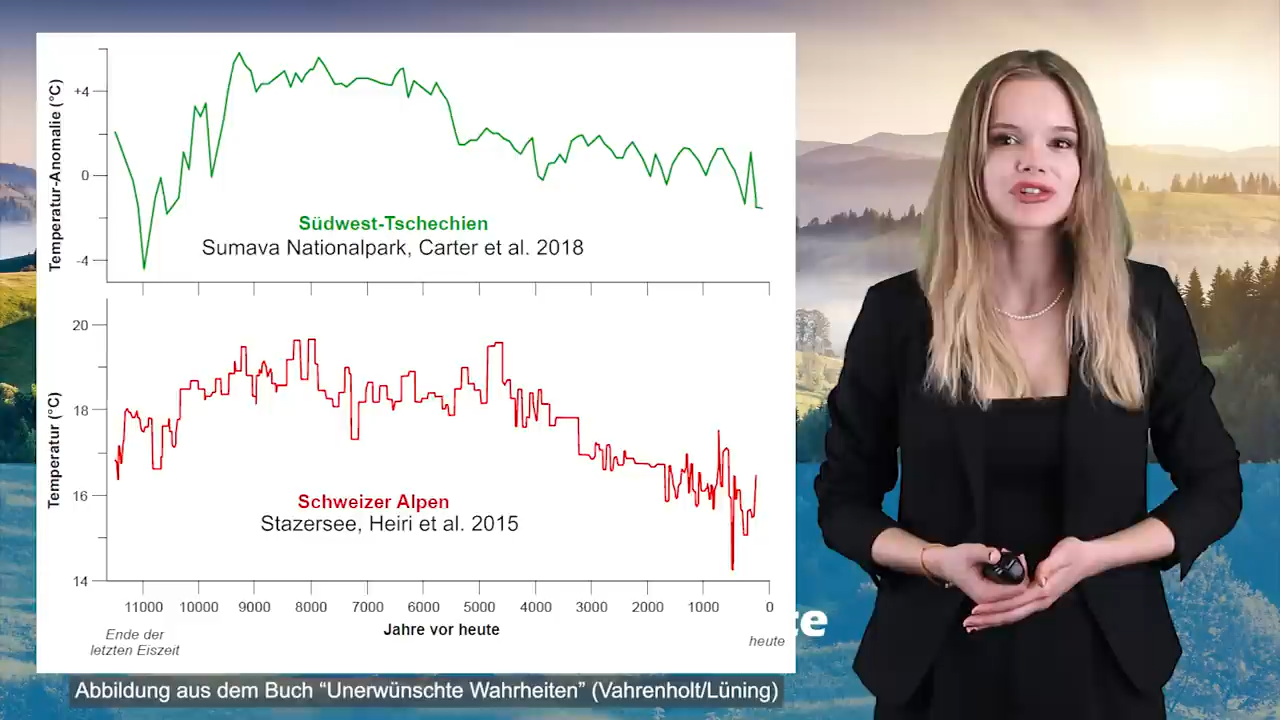 Temperatur-Anomalie (°C)
+4
0
-4
Südwest-Tschechien
Sumava Nationalpark, Carter et al. 2018
Temperatur (°C)
20
18
16
14
Schweizer Alpen
Stazersee, Heiri et al. 2015
11000 10000 9000 8000 7000 6000 5000 4000 3000 2000 1000 0
Jahre vor heute
Ende der
letzten Eiszeit
heute
Abbildung aus dem Buch “Unerwünschte Wahrheiten” (Vahrenholt/Lüning)